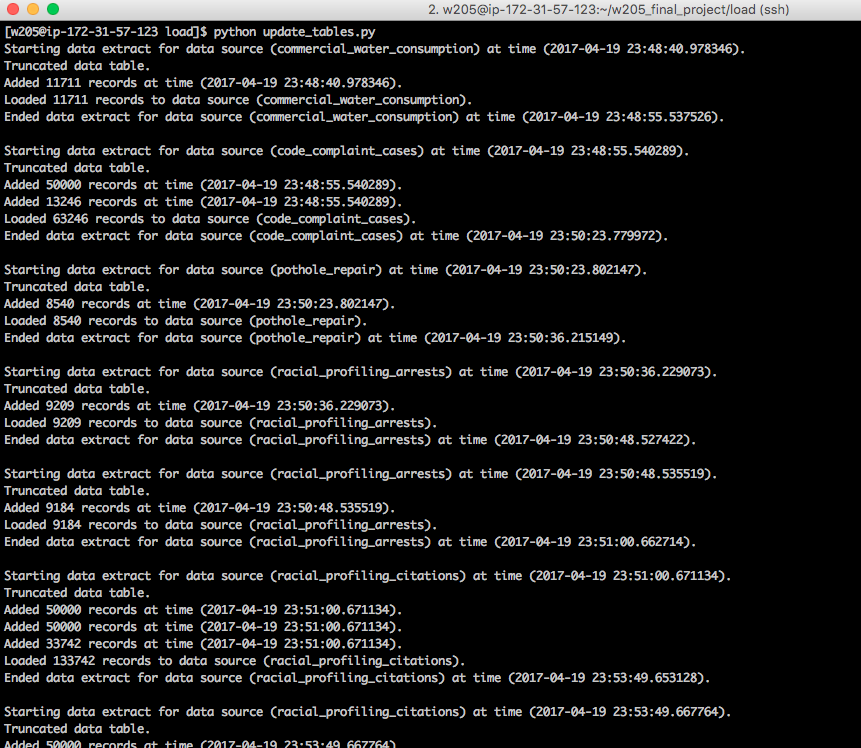 2. w205@ip-172-31-57-123:~/w205_final_project/load (ssh)
[w205@ip-172-31-57-123 load]$ python update_tables.py
Starting data extract for data source (commercial_water_consumption) at time (2017-04-19 23:48:40.978346).
Truncated data table.
Added 11711 records at time (2017-04-19 23:48:40.978346).
Loaded 11711 records to data source (commercial_water_consumption).
Ended data extract for data source (commercial_water_consumption) at time (2017-04-19 23:48:55.537526).

Starting data extract for data source (code_complaint_cases) at time (2017-04-19 23:48:55.540289).
Truncated data table.
Added 50000 records at time (2017-04-19 23:48:55.540289).
Added 13246 records at time (2017-04-19 23:48:55.540289).
Loaded 63246 records to data source (code_complaint_cases).
Ended data extract for data source (code_complaint_cases) at time (2017-04-19 23:50:23.779972).

Starting data extract for data source (pothole_repair) at time (2017-04-19 23:50:23.802147).
Truncated data table.
Added 8540 records at time (2017-04-19 23:50:23.802147).
Loaded 8540 records to data source (pothole_repair).
Ended data extract for data source (pothole_repair) at time (2017-04-19 23:50:36.215149).

Starting data extract for data source (racial_profiling_arrests) at time (2017-04-19 23:50:36.229073).
Truncated data table.
Added 9209 records at time (2017-04-19 23:50:36.229073).
Loaded 9209 records to data source (racial_profiling_arrests).
Ended data extract for data source (racial_profiling_arrests) at time (2017-04-19 23:50:48.527422).

Starting data extract for data source (racial_profiling_arrests) at time (2017-04-19 23:50:48.535519).
Truncated data table.
Added 9184 records at time (2017-04-19 23:50:48.535519).
Loaded 9184 records to data source (racial_profiling_arrests).
Ended data extract for data source (racial_profiling_arrests) at time (2017-04-19 23:51:00.662714).

Starting data extract for data source (racial_profiling_citations) at time (2017-04-19 23:51:00.671134).
Truncated data table.
Added 50000 records at time (2017-04-19 23:51:00.671134).
Added 50000 records at time (2017-04-19 23:51:00.671134).
Added 33742 records at time (2017-04-19 23:51:00.671134).
Loaded 133742 records to data source (racial_profiling_citations).
Ended data extract for data source (racial_profiling_citations) at time (2017-04-19 23:53:49.653128).

Starting data extract for data source (racial_profiling_citations) at time (2017-04-19 23:53:49.667764).
Truncated data table.
Added 50000 records at time (2017-04-19 23:53:49.667764)